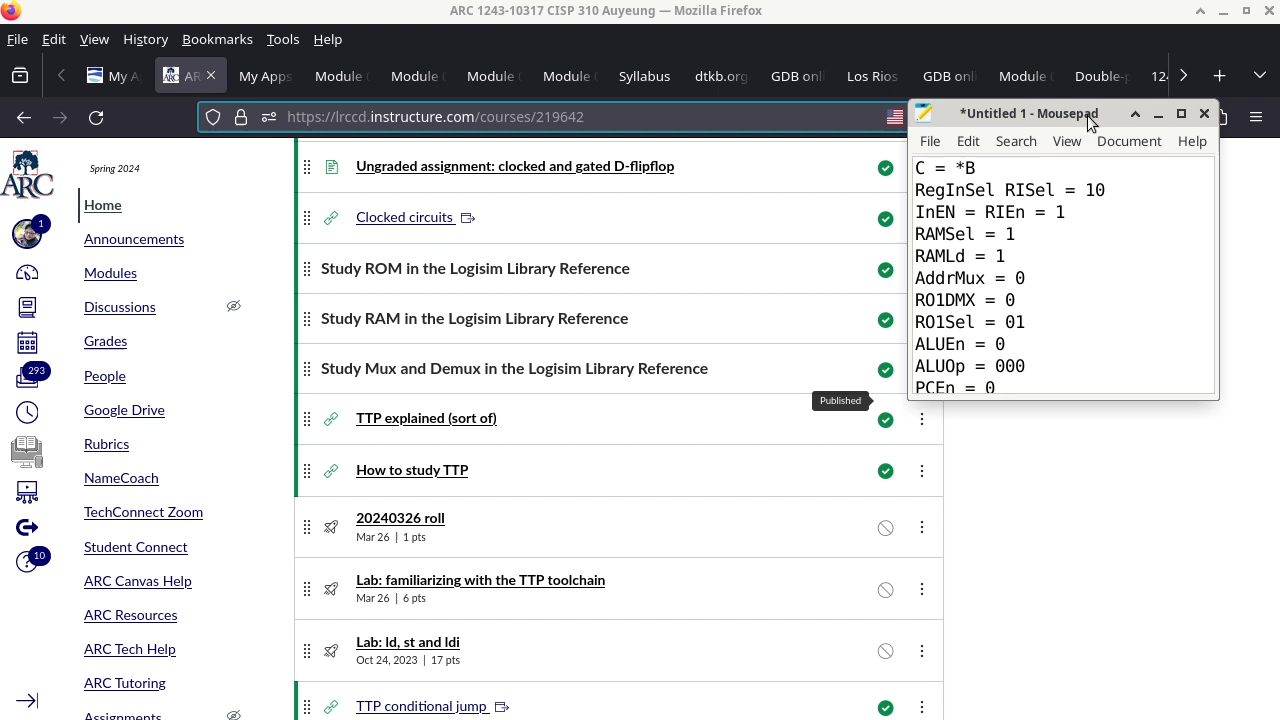 ARC 1243-10317 CISP 310 Auyeung — Mozilla Firefox
File Edit View History Bookmarks Tools Help
My A AR My Apps Module Module Module Module Syllabus dtkb.org GDB onl Los Rios GDB onl Module Double-p 124
https://lrccd.instructure.com/courses/219642
*Untitled 1 - Mousepad
File Edit Search View Document Help
C = *B
RegInSel RISel = 10
InEN = RIEn = 1
RAMSel = 1
RAMLd = 1
AddrMux = 0
RO1DMX = 0
RO1Sel = 01
ALUEn = 0
ALUOp = 000
PCEn = 0
ARC
1
293
10
Spring 2024
Home
Announcements
Modules
Discussions
Grades
People
Google Drive
Rubrics
NameCoach
TechConnect Zoom
Student Connect
ARC Canvas Help
ARC Resources
ARC Tech Help
ARC Tutoring
Assignments
Ungraded assignment: clocked and gated D-flipflop
Clocked circuits
Study ROM in the Logisim Library Reference
Study RAM in the Logisim Library Reference
Study Mux and Demux in the Logisim Library Reference
Published
TTP explained (sort of)
How to study TTP
20240326 roll
Mar 26 | 1 pts
Lab: familiarizing with the TTP toolchain
Mar 26 | 6 pts
Lab: ld, st and ldi
Oct 24, 2023 | 17 pts
TTP conditional jump